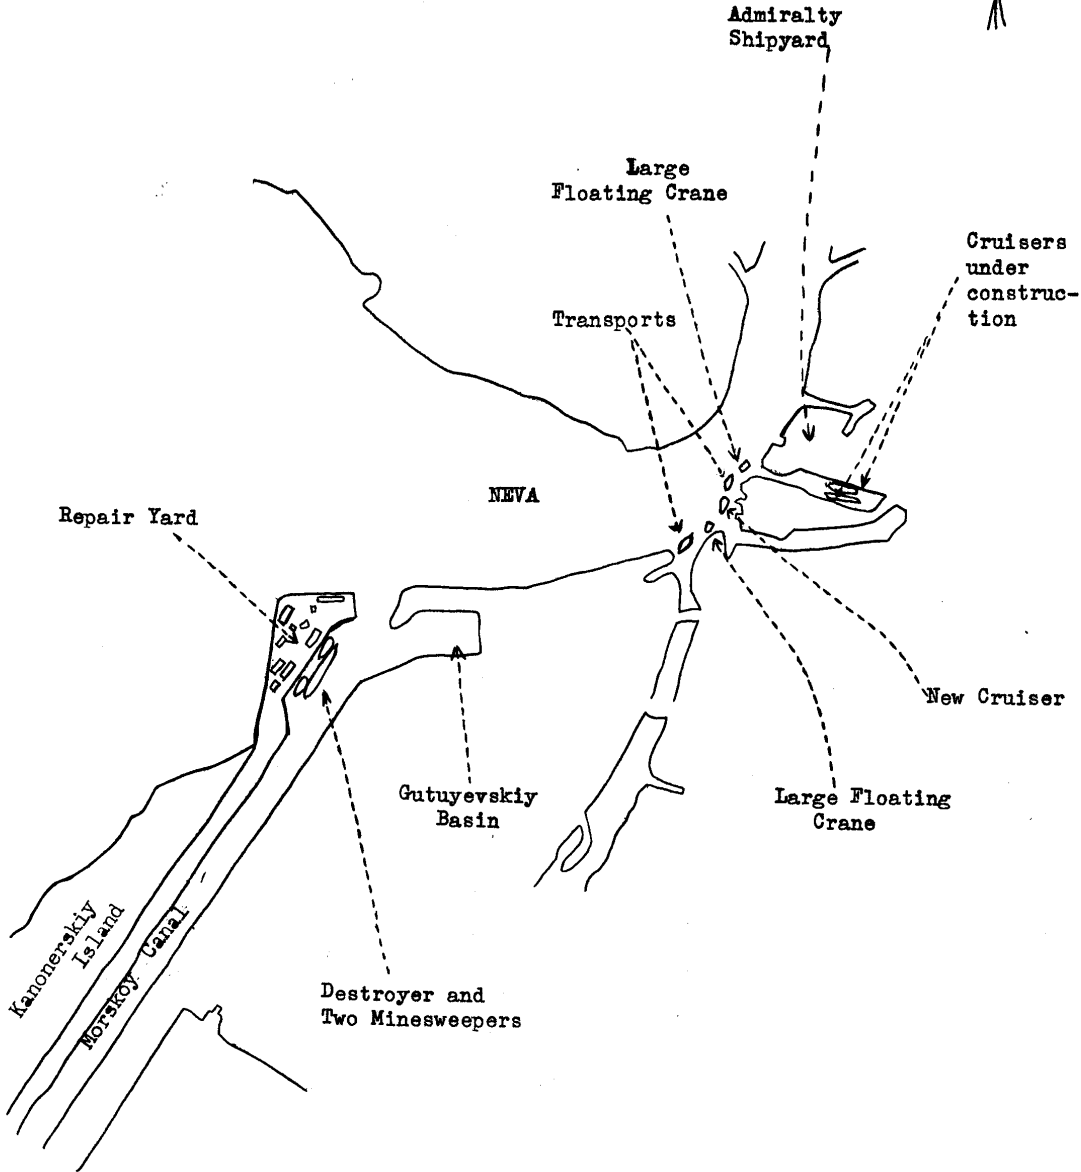 Admiralty
Shipyard
Large
Floating Crane
Cruisers
under
construc-
tion
Transports
NEVA
Repair Yard
New Cruiser
Gutuyevskiy
Basin
Large Floating
Crane
Kanonerskiy
Island
Morskoy Canal
Destroyer and
Two Minesweepers